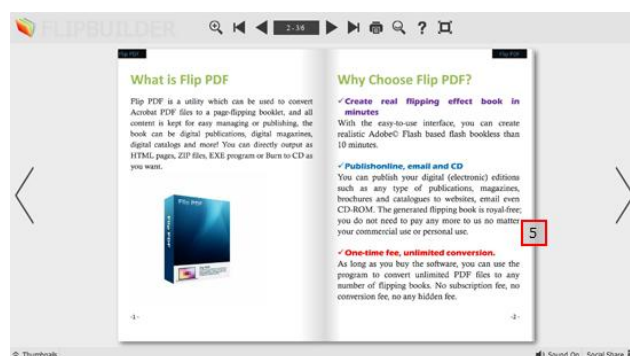 FLIPBUILDER
2-3/6
?
Flip PDF
Flip PDF
What is Flip PDF
Flip PDF is a utility which can be used to convert
Acrobat PDF files to a page-flipping booklet, and all
content is kept for easy managing or publishing, the
book can be digital publications, digital magazines,
digital catalogs and more! You can directly output as
HTML pages, ZIP files, EXE program or Burn to CD as
you want.
Flip PDF
-1-
Why Choose Flip PDF?
✓Create real flipping effect book in
minutes
With the easy-to-use interface, you can create
realistic Adobe© Flash based flash bookless than
10 minutes.
✓Publishonline, email and CD
You can publish your digital (electronic) editions
such as any type of publications, magazines,
brochures and catalogues to websites, email even
CD-ROM. The generated flipping book is royal-free;
you do not need to pay any more to us no matter
your commercial use or personal use.
5
✓One-time fee, unlimited conversion.
As long as you buy the software, you can use the
program to convert unlimited PDF files to any
number of flipping books. No subscription fee, no
conversion fee, no any hidden fee.
-2-
Thumbnails
Sound On
Social Share